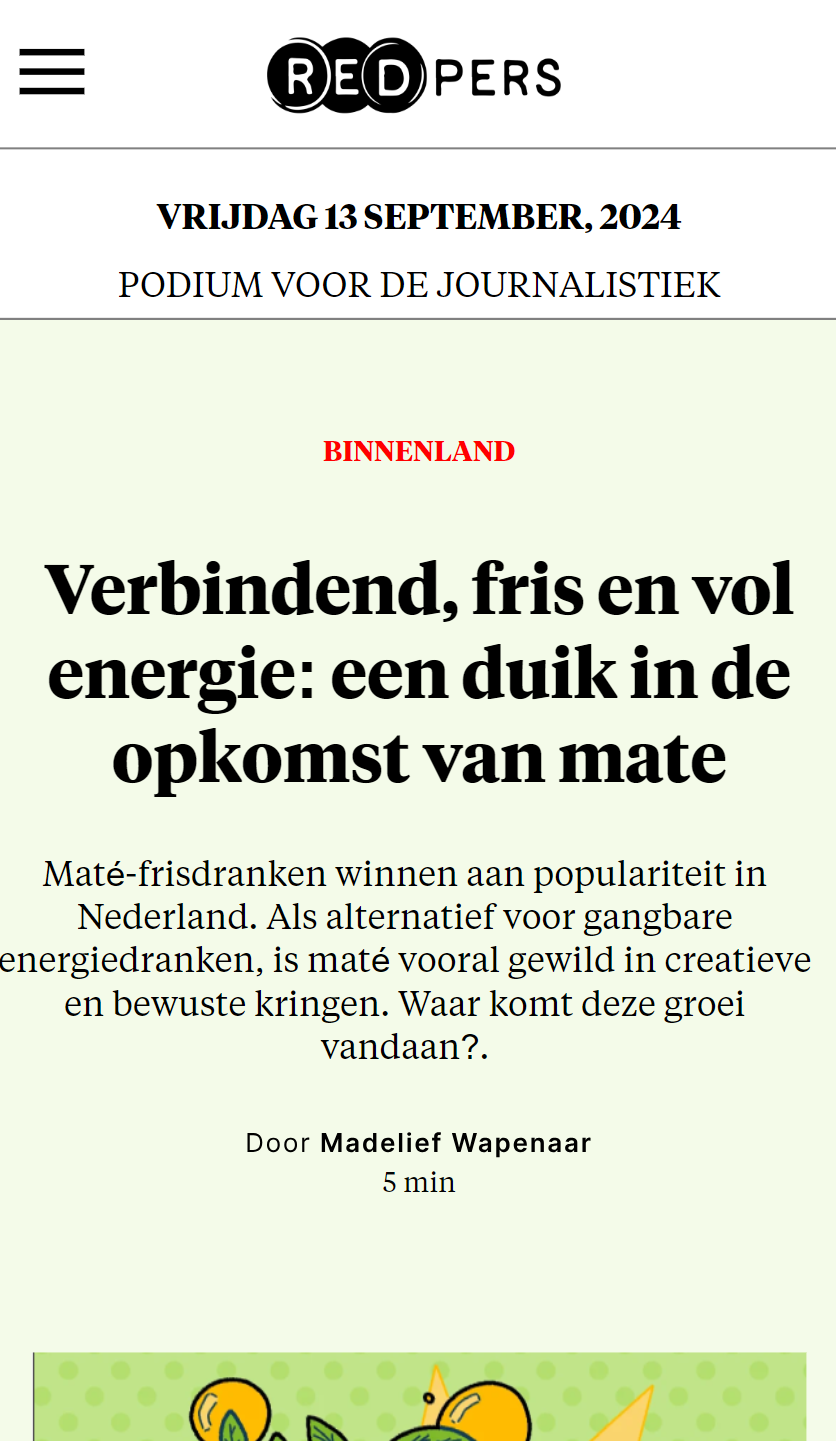 REDPERS
VRIJDAG 13 SEPTEMBER, 2024
PODIUM VOOR DE JOURNALISTIEK
BINNENLAND
Verbindend, fris en vol
energie: een duik in de
opkomst van mate
Maté-frisdranken winnen aan populariteit in
Nederland. Als alternatief voor gangbare
energiedranken, is maté vooral gewild in creatieve
en bewuste kringen. Waar komt deze groei
vandaan?.
Door Madelief Wapenaar
5 min